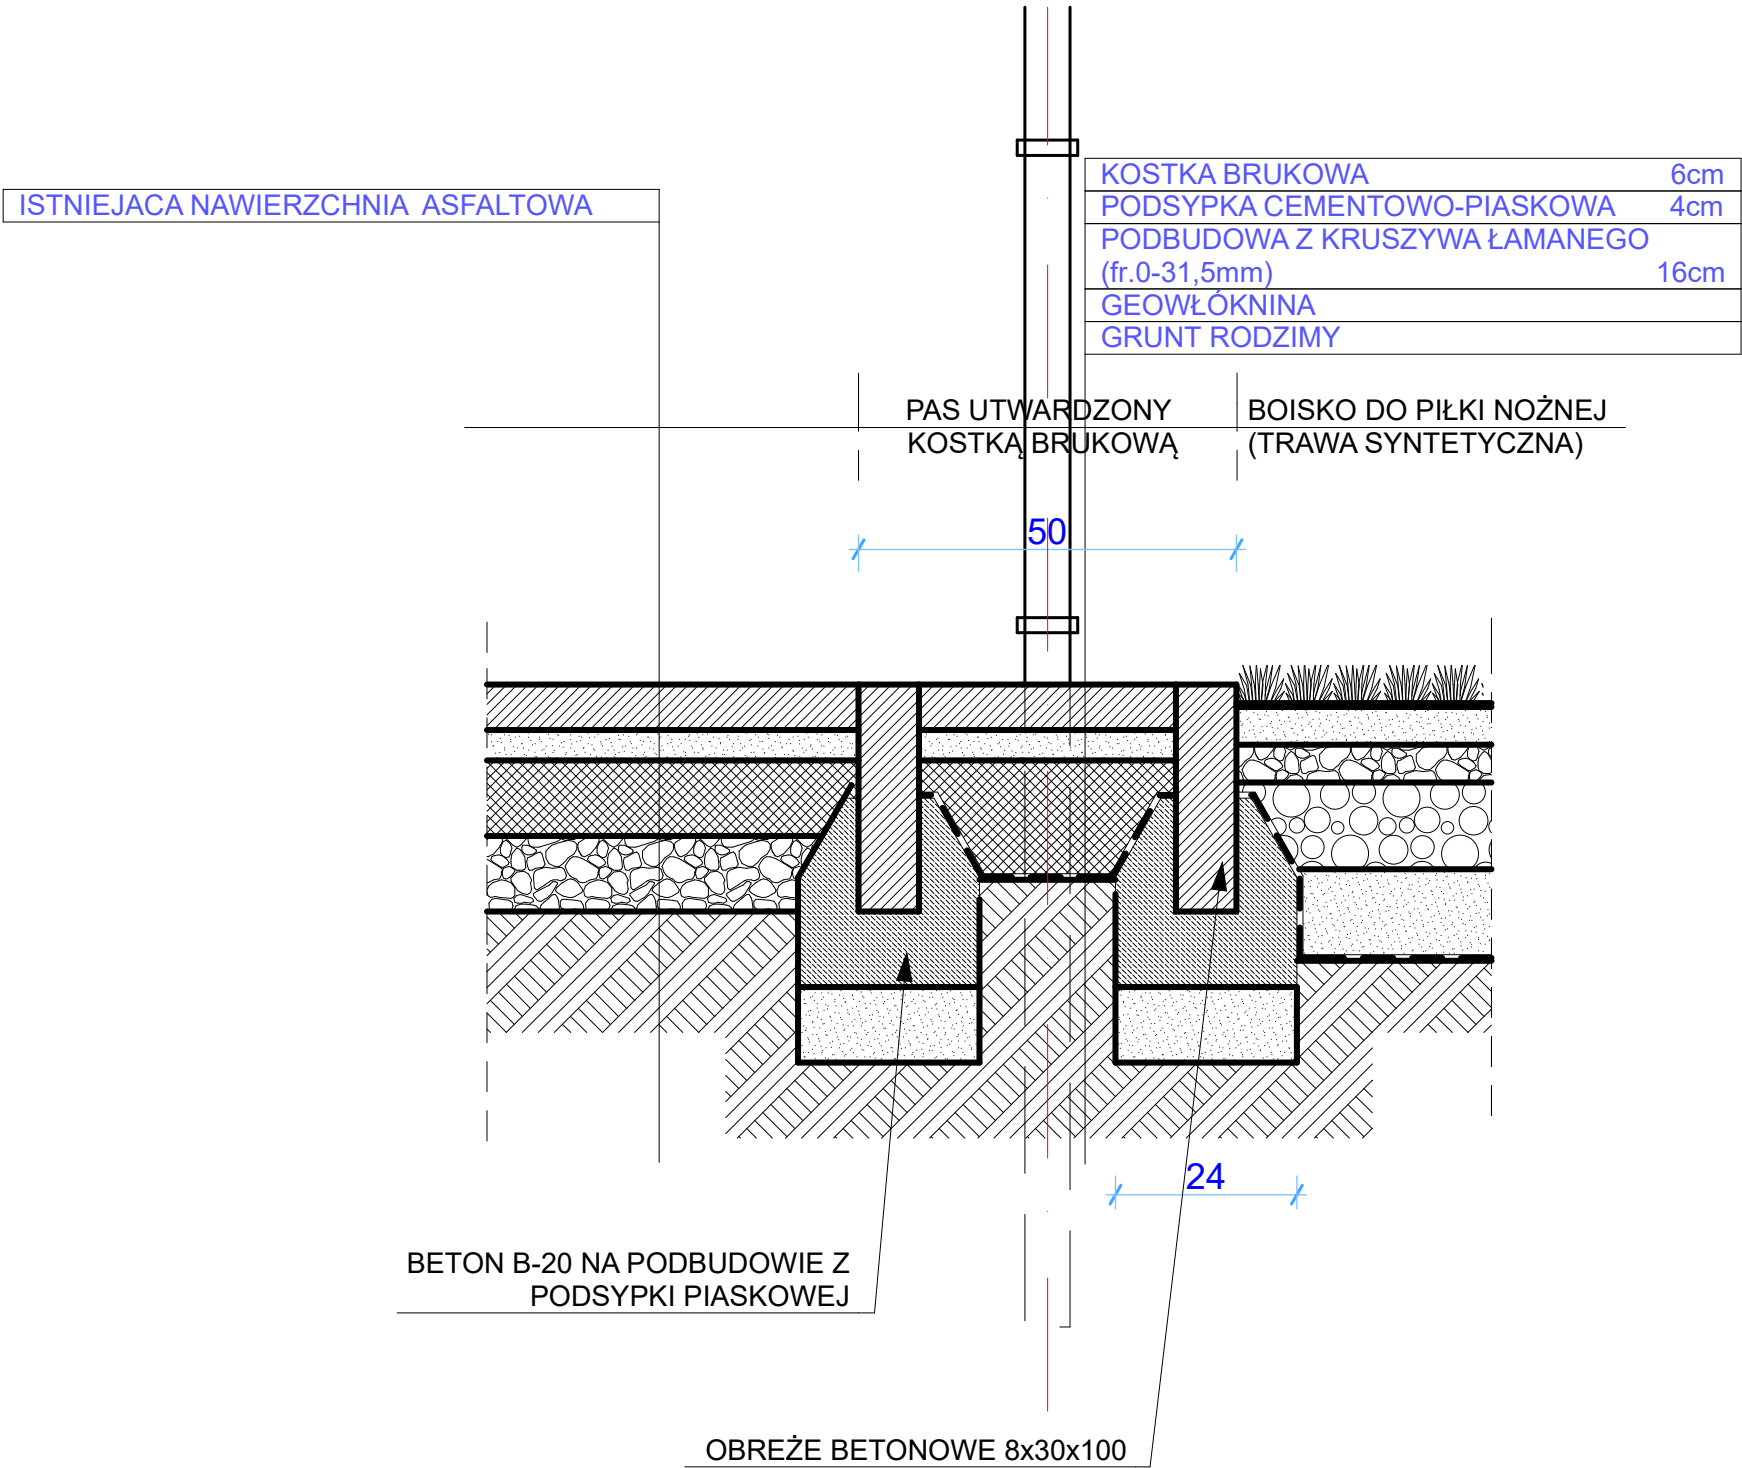 ISTNIEJACA NAWIERZCHNIA ASFALTOWA
KOSTKA BRUKOWA 6cm
PODSYPKA CEMENTOWO-PIASKOWA 4cm
PODBUDOWA Z KRUSZYWA ŁAMANEGO
(fr.0-31,5mm) 16cm
GEOWŁÓKNINA
GRUNT RODZIMY
PAS UTWARDZONY
KOSTKĄ BRUKOWĄ
BOISKO DO PIŁKI NOŻNEJ
(TRAWA SYNTETYCZNA)
50
24
BETON B-20 NA PODBUDOWIE Z
PODSYPKI PIASKOWEJ
OBREŻE BETONOWE 8x30x100